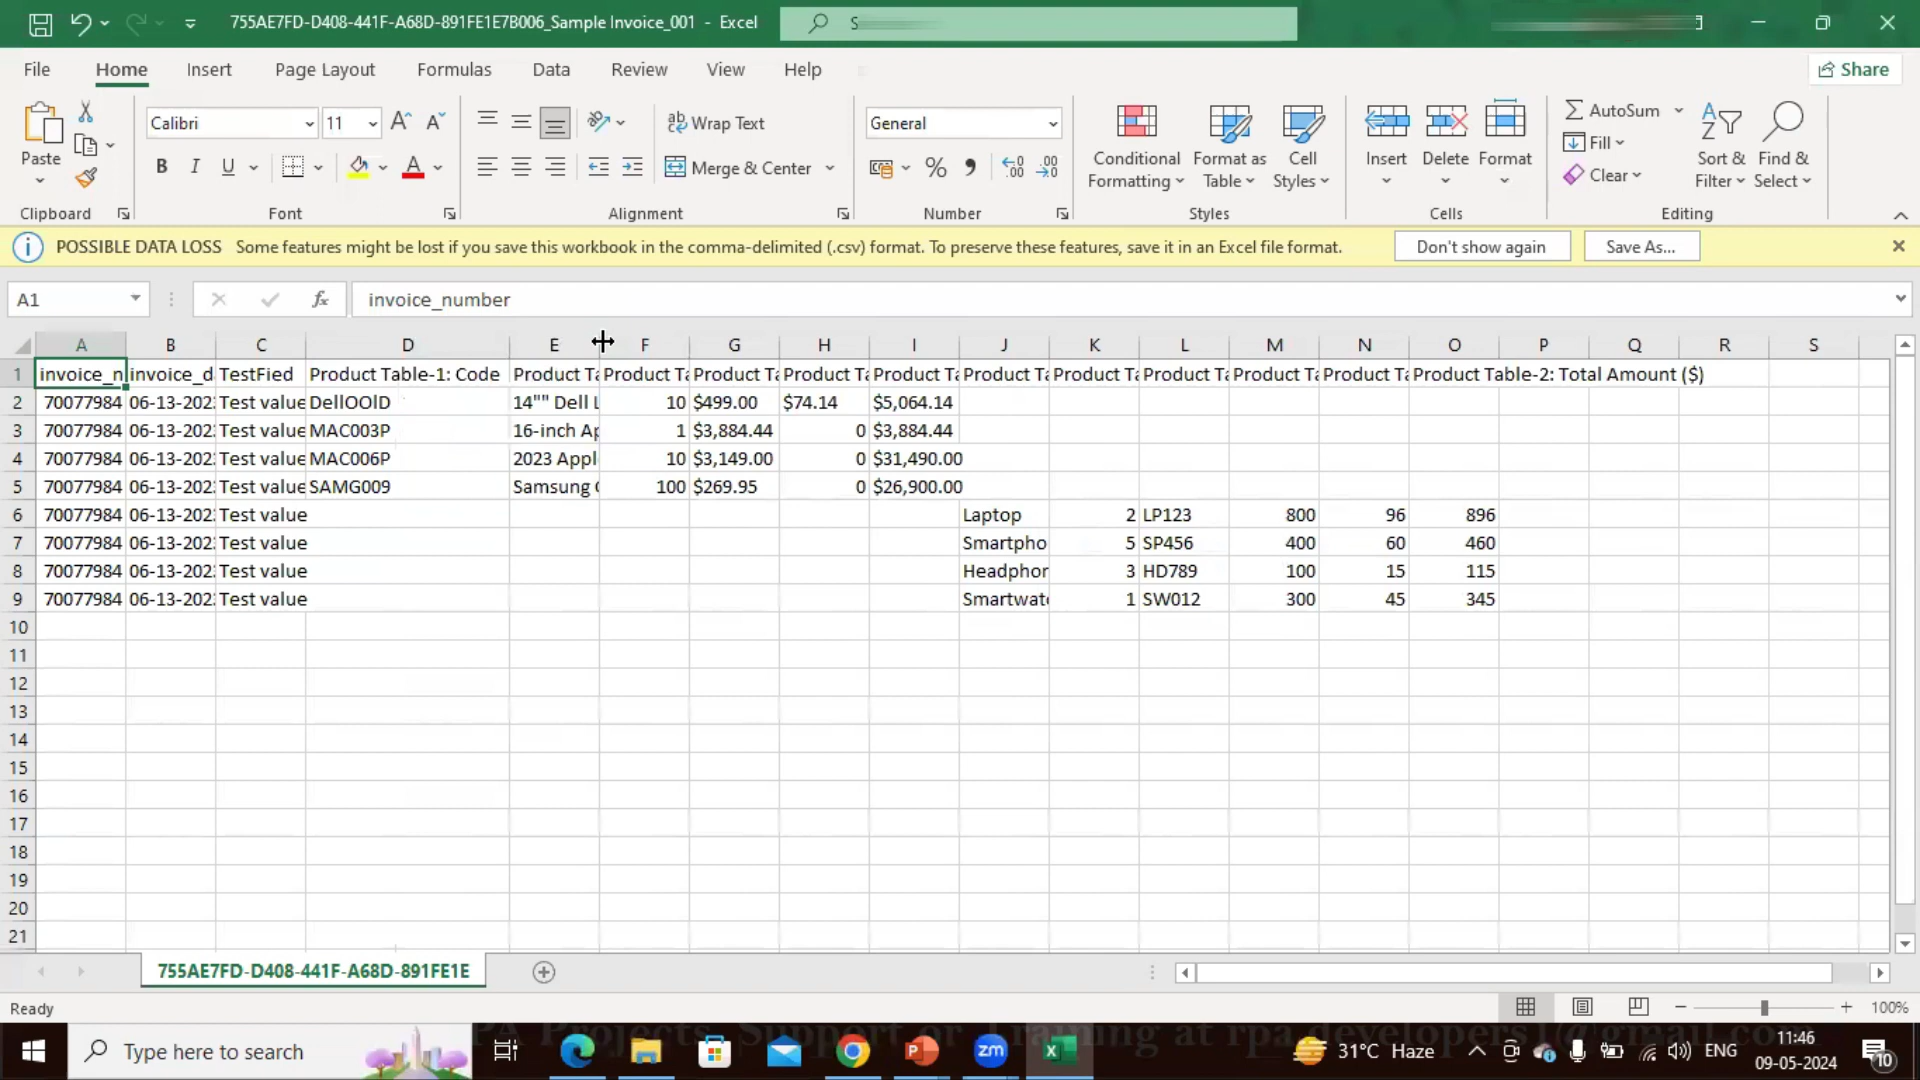 755AE7FD-D408-441F-A68D-891FE1E7B006_Sample Invoice_001 - Excel
File Home Insert Page Layout Formulas Data Review View Help Share
Calibri 11 Wrap Text General AutoSum
Paste B I U Merge & Center % Conditional Formatting Format as Table Cell Styles Insert Delete Format Fill Clear Sort & Filter Find & Select
Clipboard Font Alignment Number Styles Cells Editing
POSSIBLE DATA LOSS Some features might be lost if you save this workbook in the comma-delimited (.csv) format. To preserve these features, save it in an Excel file format. Don't show again Save As...
A1 fx invoice_number
A B C D E F G H I J K L M N O P Q R S
1 invoice_n invoice_d TestFied Product Table-1: Code Product Ta Product Ta Product Ta Product Ta Product Ta Product Ta Product Ta Product Ta Product Ta Product Ta Product Table-2: Total Amount ($)
2 70077984 06-13-202 Test value DellOOlD 14"" Dell L 10 $499.00 $74.14 $5,064.14
3 70077984 06-13-202 Test value MAC003P 16-inch Ap 1 $3,884.44 0 $3,884.44
4 70077984 06-13-202 Test value MAC006P 2023 Appl 10 $3,149.00 0 $31,490.00
5 70077984 06-13-202 Test value SAMG009 Samsung 100 $269.95 0 $26,900.00
6 70077984 06-13-202 Test value Laptop 2 LP123 800 96 896
7 70077984 06-13-202 Test value Smartpho 5 SP456 400 60 460
8 70077984 06-13-202 Test value Headphor 3 HD789 100 15 115
9 70077984 06-13-202 Test value Smartwat 1 SW012 300 45 345
10
11
12
13
14
15
16
17
18
19
20
21
755AE7FD-D408-441F-A68D-891FE1E
Ready 100%
PA Projects Support or Training at rpa.developers1@gmail.co
Type here to search zm 31°C Haze ENG 11:46
09-05-2024 10